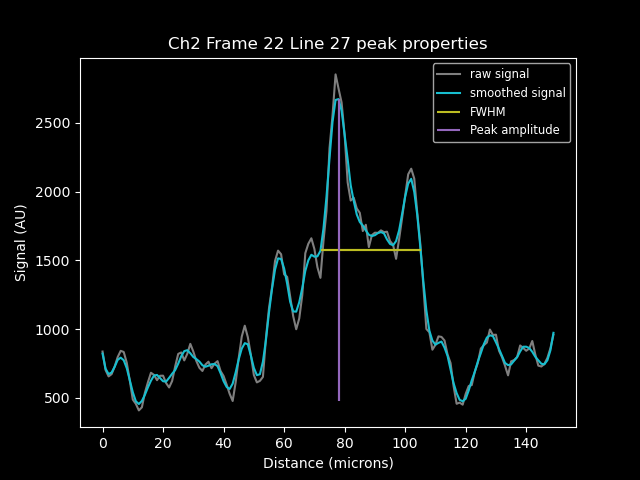 Ch2 Frame 22 Line 27 peak properties
raw signal
smoothed signal
FWHM
Peak amplitude
Signal (AU)
2500
2000
1500
1000
500
0 20 40 60 80 100 120 140
Distance (microns)